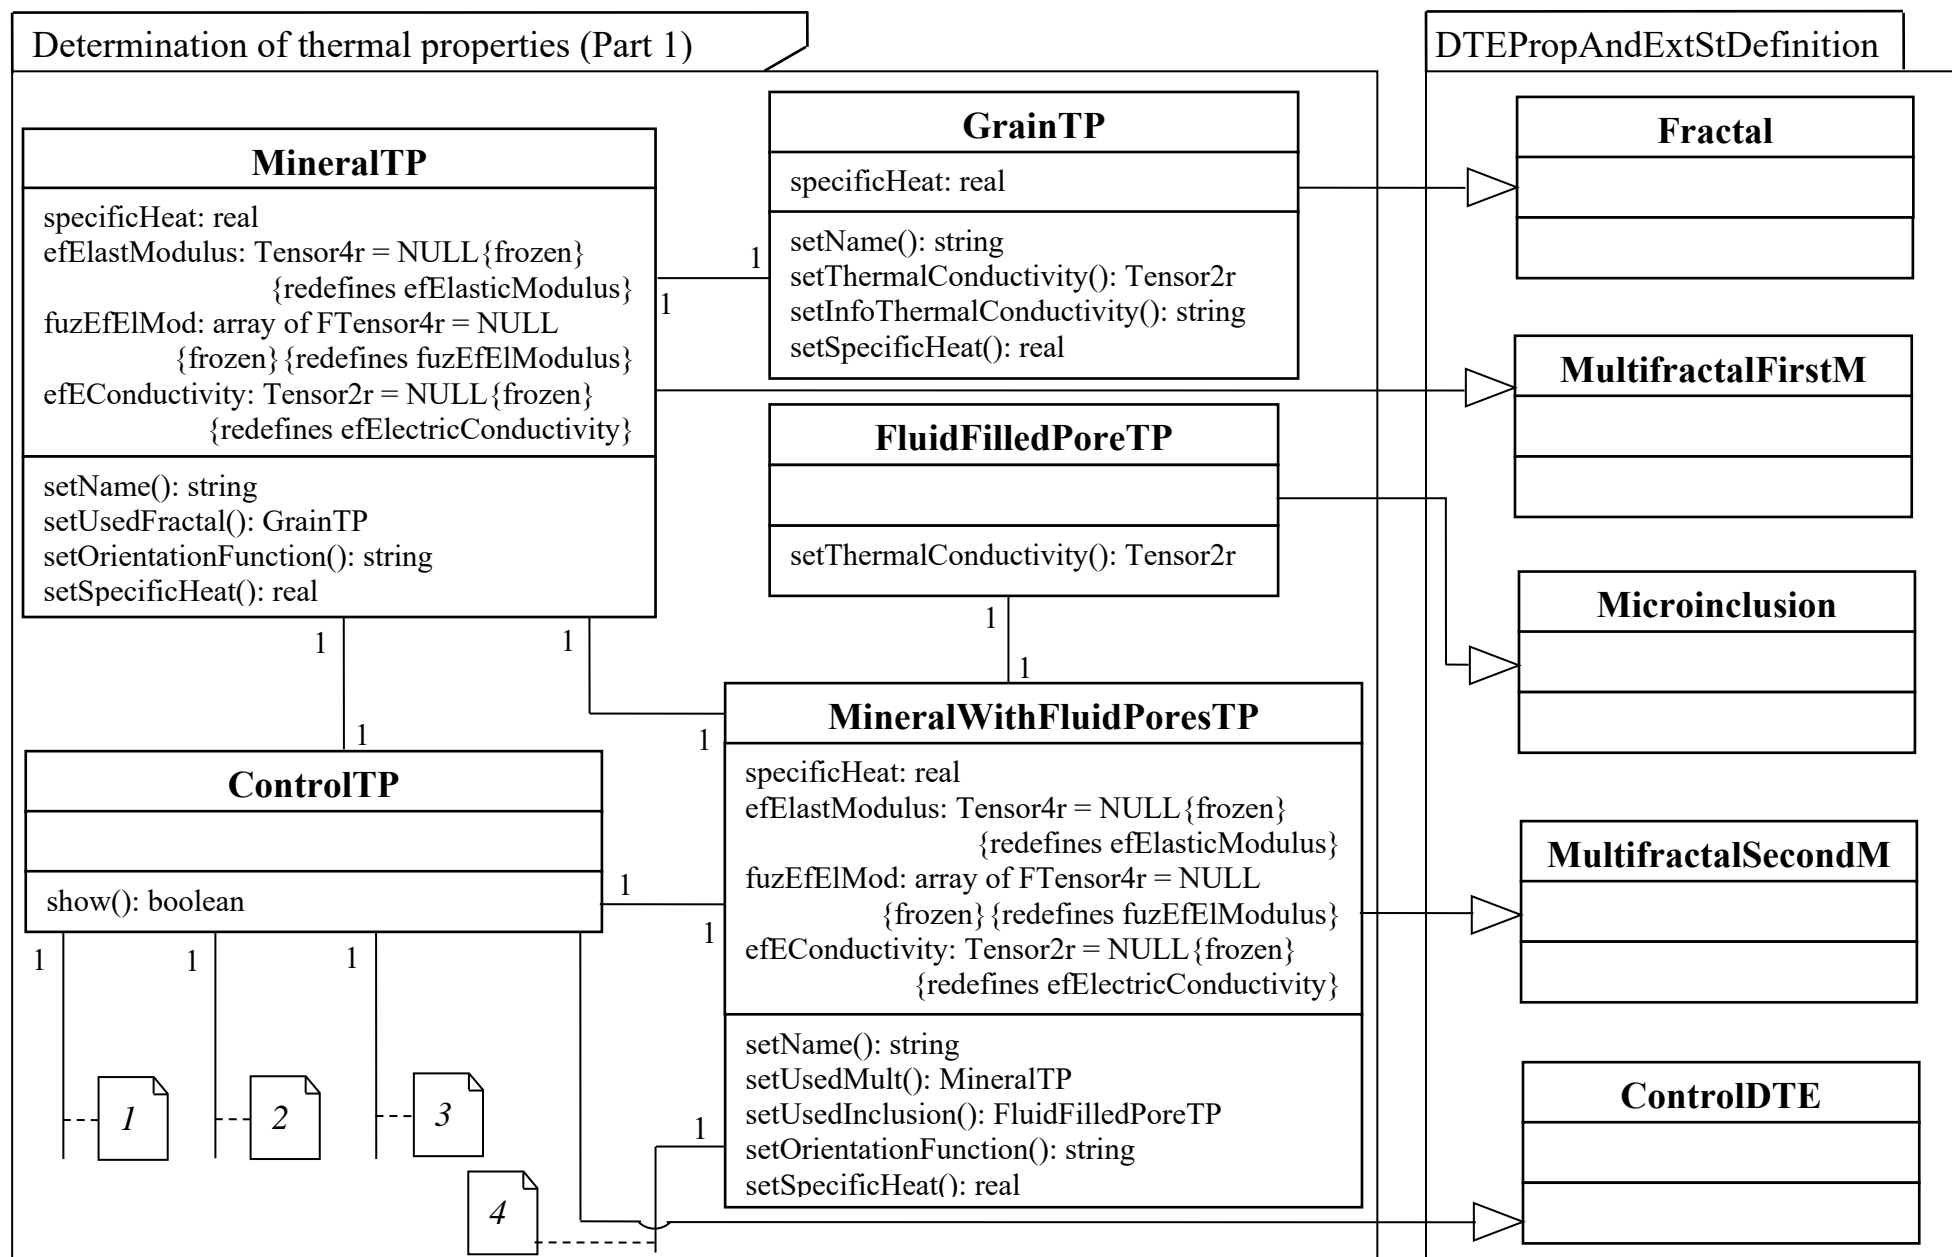 Determination of thermal properties (Part 1)
DTEPropAndExtStDefinition
MineralTP
specificHeat: real
efElastModulus: Tensor4r = NULL{frozen}
{redefines efElasticModulus}
fuzEfElMod: array of FTensor4r = NULL
{frozen}{redefines fuzEfElModulus}
efEConductivity: Tensor2r = NULL{frozen}
{redefines efElectricConductivity}
setName(): string
setUsedFractal(): GrainTP
setOrientationFunction(): string
setSpecificHeat(): real
1
1
GrainTP
specificHeat: real
setName(): string
setThermalConductivity(): Tensor2r
setInfoThermalConductivity(): string
setSpecificHeat(): real
Fractal
MultifractalFirstM
FluidFilledPoreTP
setThermalConductivity(): Tensor2r
Microinclusion
1
1
1
1
1
1
ControlTP
show(): boolean
1
1
MineralWithFluidPoresTP
specificHeat: real
efElastModulus: Tensor4r = NULL{frozen}
{redefines efElasticModulus}
fuzEfElMod: array of FTensor4r = NULL
{frozen}{redefines fuzEfElModulus}
efEConductivity: Tensor2r = NULL{frozen}
{redefines efElectricConductivity}
setName(): string
setUsedMult(): MineralTP
setUsedInclusion(): FluidFilledPoreTP
setOrientationFunction(): string
setSpecificHeat(): real
MultifractalSecondM
1
1
1
1
2
3
1
4
ControlDTE